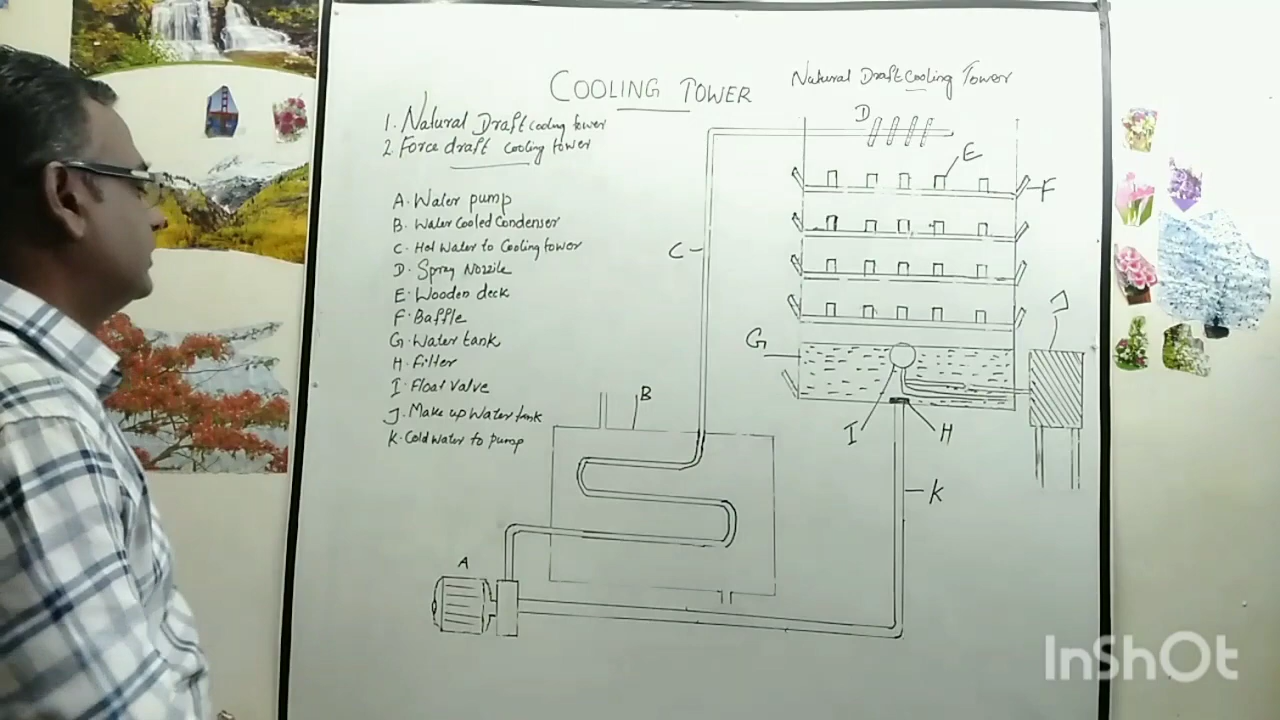 COOLING TOWER
Natural Draft Cooling Tower
1. Natural Draft cooling tower
2. Force draft cooling tower
A. Water pump
B. Water Cooled Condenser
C. Hot Water to Cooling tower
D. Spray Nozzle
E. Wooden deck
F. Baffle
G. Water tank
H. Filter
I. Float Valve
J. Make up Water tank
K. Cold water to pump
D
E
F
C
J
G
B
I
H
K
A
InShOt